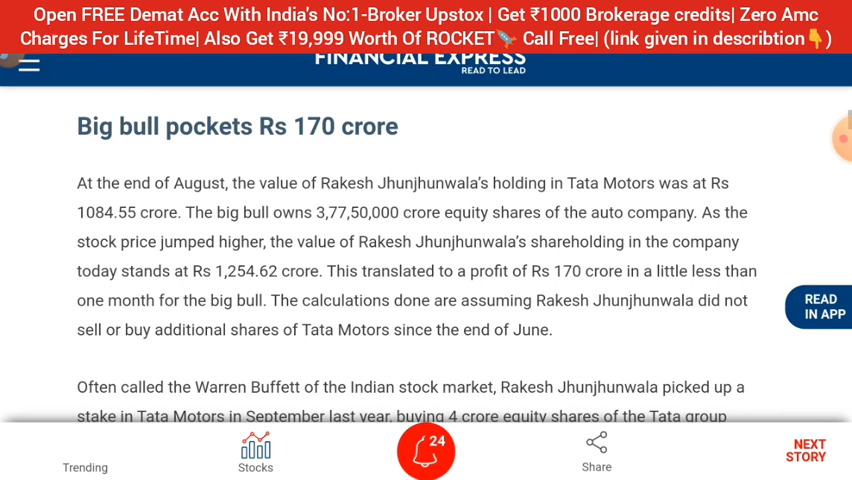 Open FREE Demat Acc With India's No:1-Broker Upstox | Get ₹1000 Brokerage credits| Zero Amc
Charges For LifeTime| Also Get ₹19,999 Worth Of ROCKET🚀 Call Free| (link given in describtion👇)
FINANCIAL EXPRESS
READ TO LEAD
Big bull pockets Rs 170 crore
At the end of August, the value of Rakesh Jhunjhunwala's holding in Tata Motors was at Rs
1084.55 crore. The big bull owns 3,77,50,000 crore equity shares of the auto company. As the
stock price jumped higher, the value of Rakesh Jhunjhunwala's shareholding in the company
today stands at Rs 1,254.62 crore. This translated to a profit of Rs 170 crore in a little less than
one month for the big bull. The calculations done are assuming Rakesh Jhunjhunwala did not
sell or buy additional shares of Tata Motors since the end of June.
READ
IN APP
Often called the Warren Buffett of the Indian stock market, Rakesh Jhunjhunwala picked up a
stake in Tata Motors in September last year, buying 4 crore equity shares of the Tata group
24
Trending
Stocks
Share
NEXT
STORY